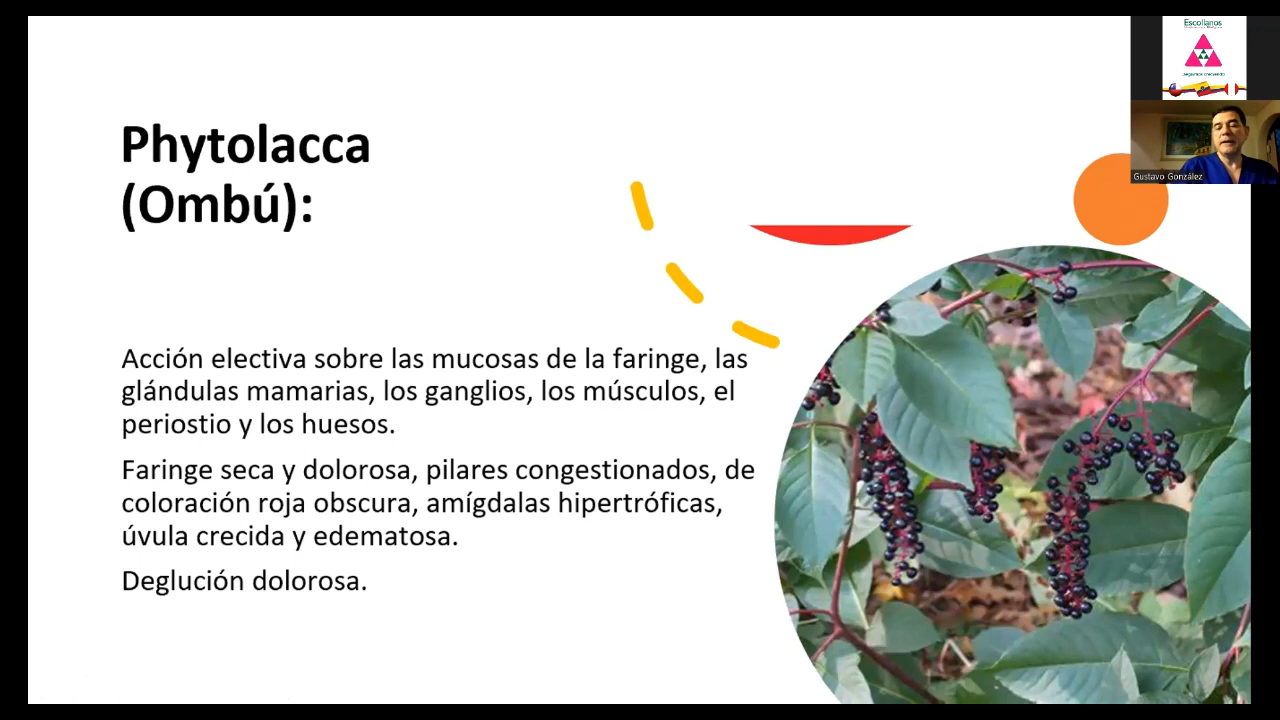 Escollanos
Phytolacca
(Ombú):
Gustavo González
Acción electiva sobre las mucosas de la faringe, las
glándulas mamarias, los ganglios, los músculos, el
periostio y los huesos.
Faringe seca y dolorosa, pilares congestionados, de
coloración roja obscura, amígdalas hipertróficas,
úvula crecida y edematosa.
Deglución dolorosa.